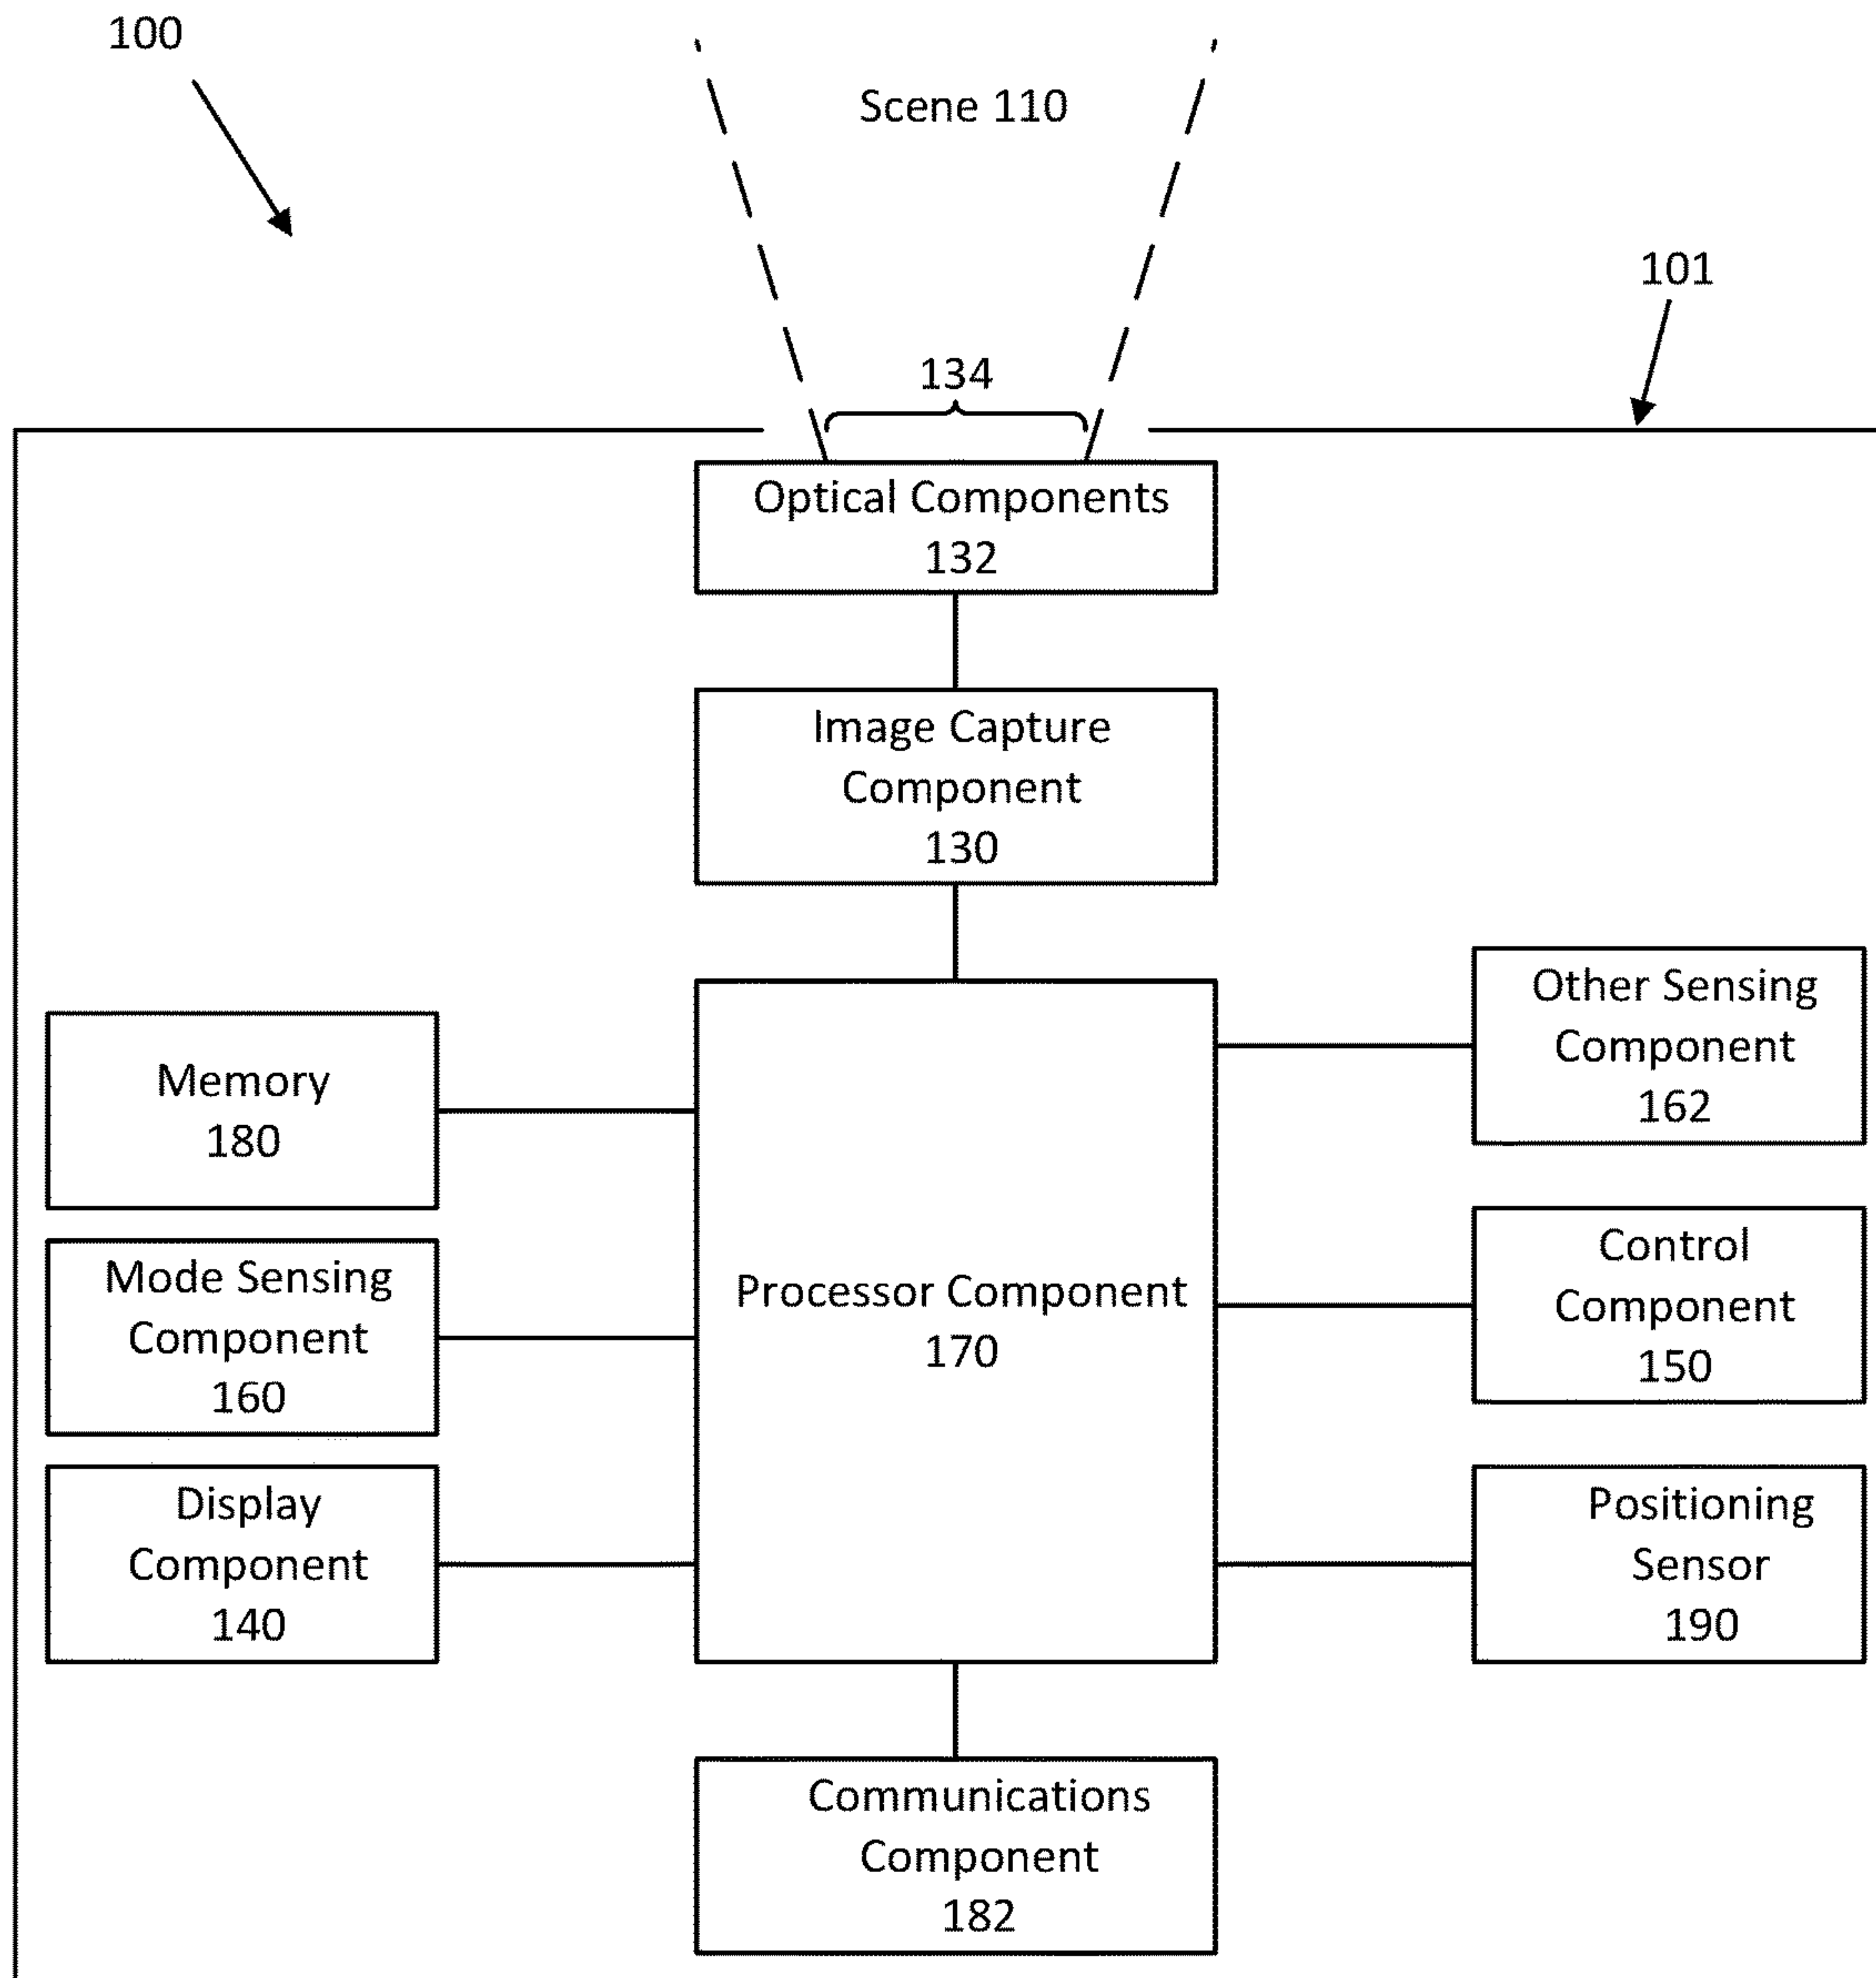 100
Scene 110
101
134
Optical Components
132
Image Capture
Component
130
Other Sensing
Component
162
Memory
180
Control
Component
150
Mode Sensing
Component
160
Processor Component
170
Display
Component
140
Positioning
Sensor
190
Communications
Component
182